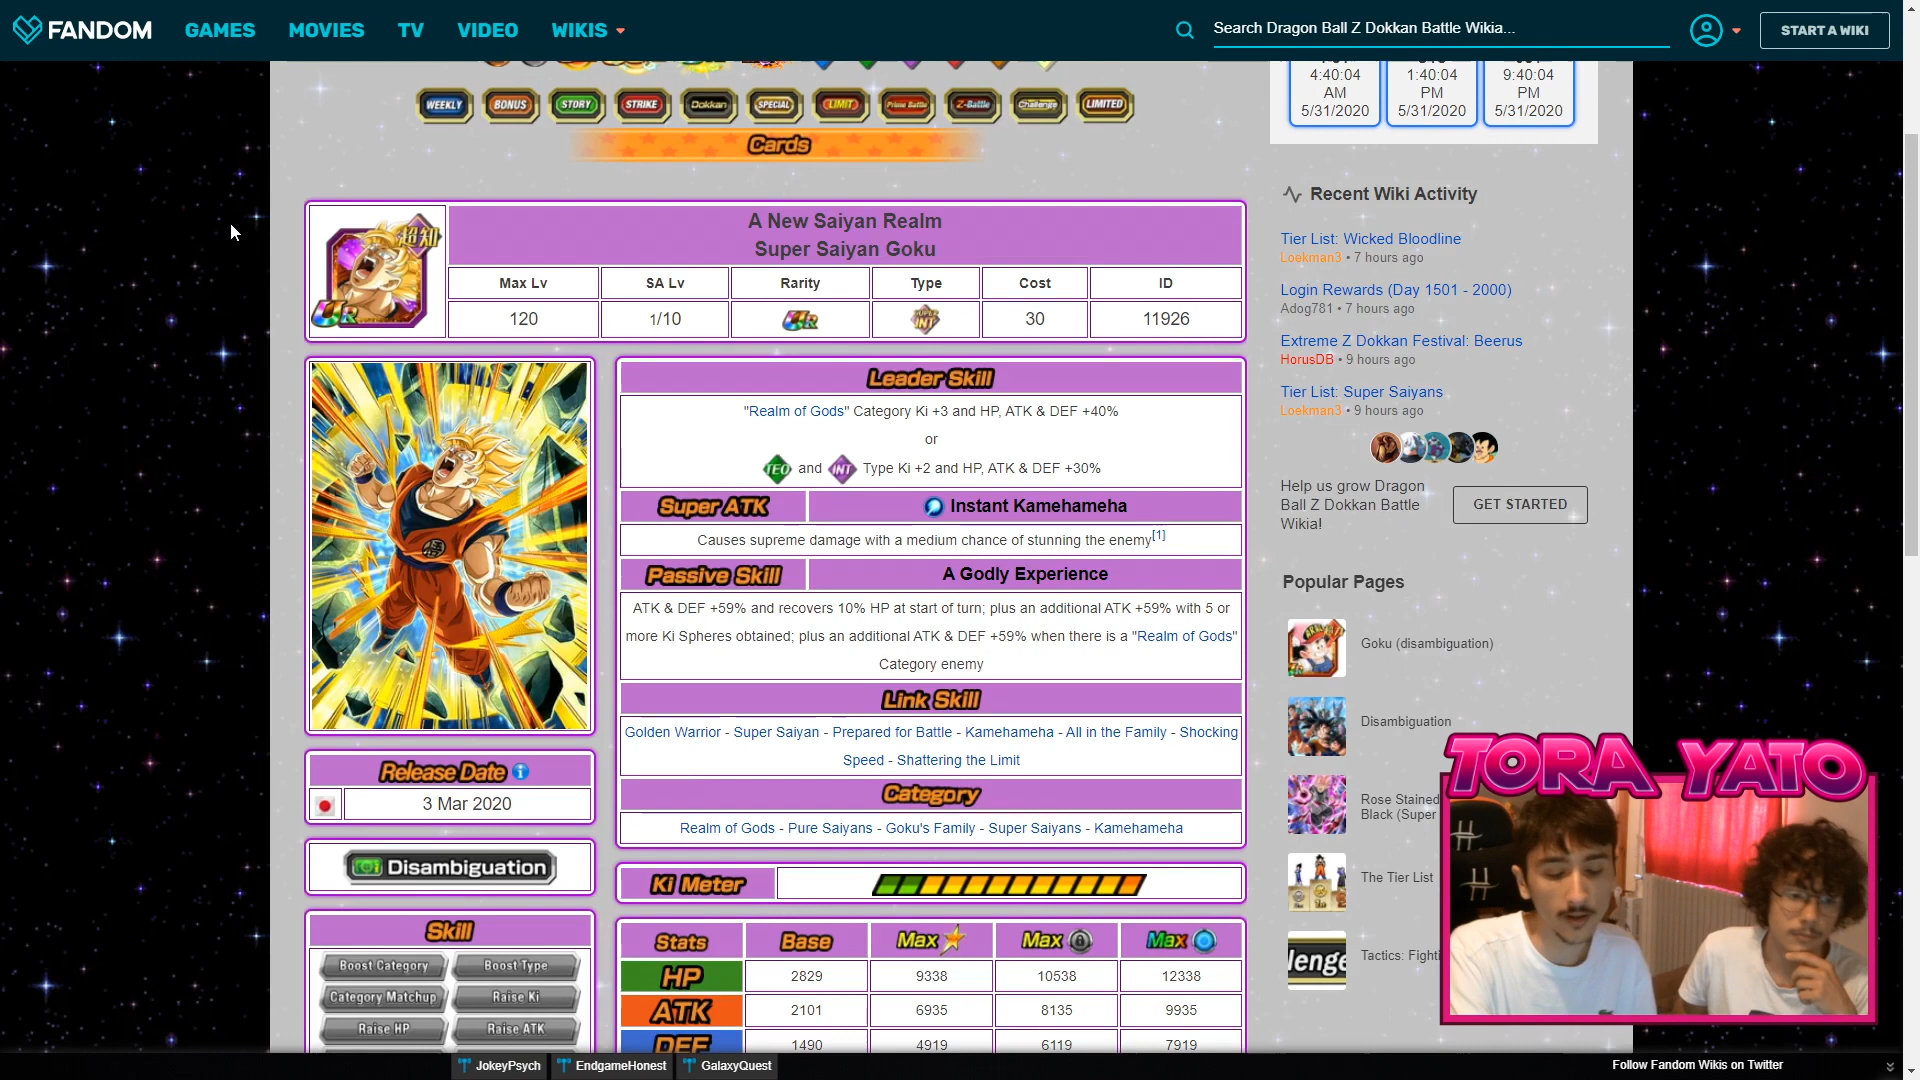 FANDOM
GAMES
MOVIES
TV
VIDEO
WIKIS
Search Dragon Ball Z Dokkan Battle Wikia...
START A WIKI
WEEKLY
BONUS
STORY
STRIKE
Dokkan
SPECIAL
LIMIT
Prime Battle
Z-Battle
Challenge
LIMITED
4:40:04 AM 5/31/2020
1:40:04 PM 5/31/2020
9:40:04 PM 5/31/2020
Cards
A New Saiyan Realm
Super Saiyan Goku
超知
UR
Max Lv
SA Lv
Rarity
Type
Cost
ID
120
1/10
UR
SUPER INT
30
11926
Leader Skill
"Realm of Gods" Category Ki +3 and HP, ATK & DEF +40%
or
TEQ and INT Type Ki +2 and HP, ATK & DEF +30%
Super ATK
Instant Kamehameha
Causes supreme damage with a medium chance of stunning the enemy[1]
Passive Skill
A Godly Experience
ATK & DEF +59% and recovers 10% HP at start of turn; plus an additional ATK +59% with 5 or
more Ki Spheres obtained; plus an additional ATK & DEF +59% when there is a "Realm of Gods"
Category enemy
Link Skill
Golden Warrior - Super Saiyan - Prepared for Battle - Kamehameha - All in the Family - Shocking
Speed - Shattering the Limit
Category
Realm of Gods - Pure Saiyans - Goku's Family - Super Saiyans - Kamehameha
Ki Meter
Release Date
3 Mar 2020
Disambiguation
Skill
Boost Category
Boost Type
Category Matchup
Raise Ki
Raise HP
Raise ATK
Stats
Base
Max
Max
Max
HP
2829
9338
10538
12338
ATK
2101
6935
8135
9935
DEF
1490
4919
6119
7919
Recent Wiki Activity
Tier List: Wicked Bloodline
Loekman3 • 7 hours ago
Login Rewards (Day 1501 - 2000)
Adog781 • 7 hours ago
Extreme Z Dokkan Festival: Beerus
HorusDB • 9 hours ago
Tier List: Super Saiyans
Loekman3 • 9 hours ago
Help us grow Dragon
Ball Z Dokkan Battle
Wikia!
GET STARTED
Popular Pages
Goku (disambiguation)
Disambiguation
Rose Stained
Black (Super
The Tier List
Tactics: Fighti
lenge
TORA YATO
JokeyPsych
EndgameHonest
GalaxyQuest
Follow Fandom Wikis on Twitter